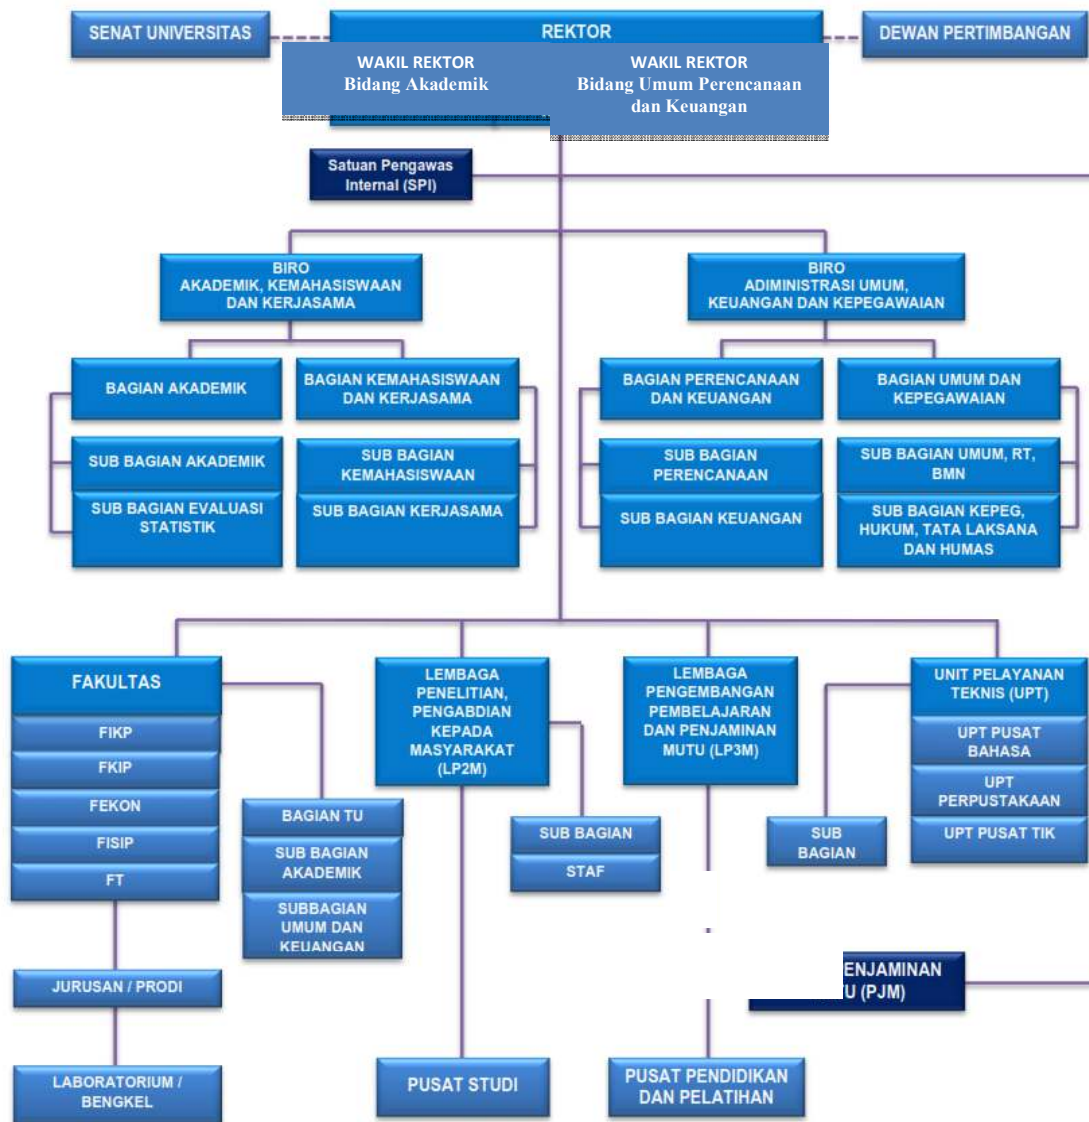 SENAT UNIVERSITAS
REKTOR
DEWAN PERTIMBANGAN
WAKIL REKTOR
Bidang Akademik
WAKIL REKTOR
Bidang Umum Perencanaan
dan Keuangan
Satuan Pengawas
Internal (SPI)
BIRO
AKADEMIK, KEMAHASISWAAN
DAN KERJASAMA
BIRO
ADIMINISTRASI UMUM,
KEUANGAN DAN KEPEGAWAIAN
BAGIAN AKADEMIK
BAGIAN KEMAHASISWAAN
DAN KERJASAMA
BAGIAN PERENCANAAN
DAN KEUANGAN
BAGIAN UMUM DAN
KEPEGAWAIAN
SUB BAGIAN AKADEMIK
SUB BAGIAN
KEMAHASISWAAN
SUB BAGIAN
PERENCANAAN
SUB BAGIAN UMUM, RT,
BMN
SUB BAGIAN EVALUASI
STATISTIK
SUB BAGIAN KERJASAMA
SUB BAGIAN KEUANGAN
SUB BAGIAN KEPEG,
HUKUM, TATA LAKSANA
DAN HUMAS
FAKULTAS
FIKP
FKIP
FEKON
FISIP
FT
LEMBAGA
PENELITIAN,
PENGABDIAN
KEPADA
MASYARAKAT
(LP2M)
LEMBAGA
PENGEMBANGAN
PEMBELAJARAN
DAN PENJAMINAN
MUTU (LP3M)
UNIT PELAYANAN
TEKNIS (UPT)
UPT PUSAT
BAHASA
UPT
PERPUSTAKAAN
UPT PUSAT TIK
BAGIAN TU
SUB BAGIAN
AKADEMIK
SUBBAGIAN
UMUM DAN
KEUANGAN
SUB BAGIAN
STAF
SUB
BAGIAN
JURUSAN / PRODI
ENJAMINAN
U (PJM)
LABORATORIUM /
BENGKEL
PUSAT STUDI
PUSAT PENDIDIKAN
DAN PELATIHAN